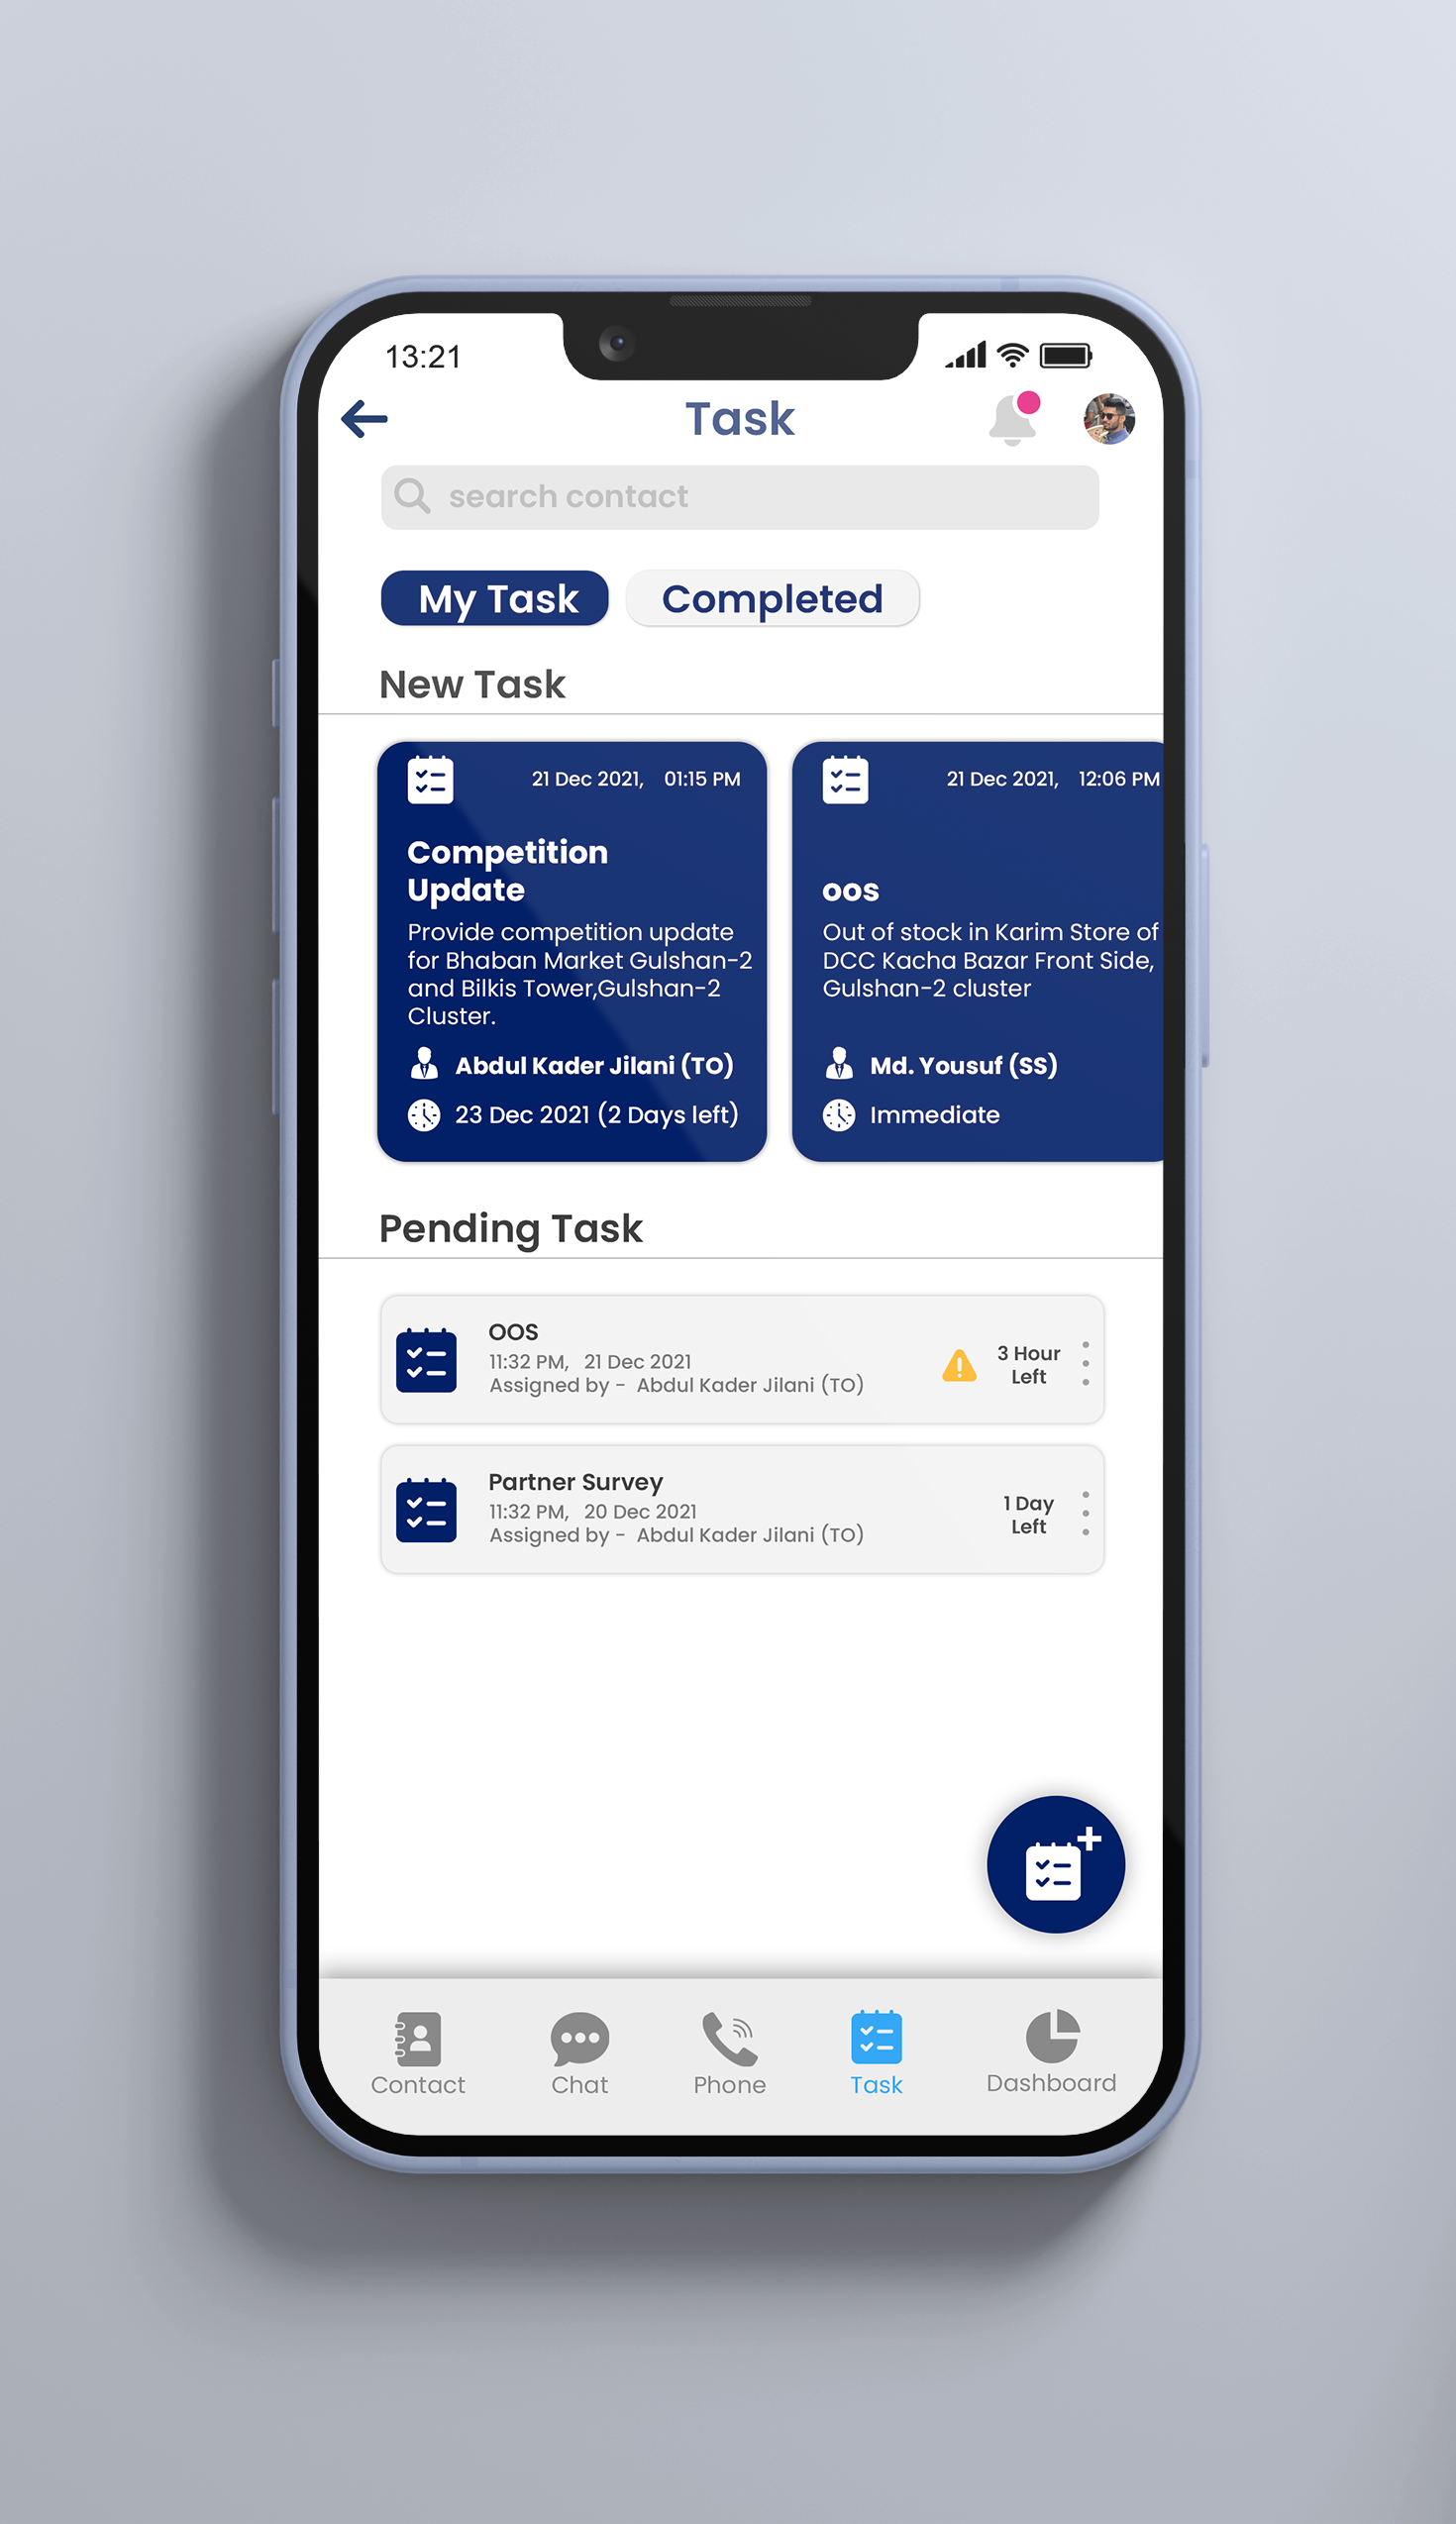 13:21
Task
search contact
My Task
Completed
New Task
21 Dec 2021, 01:15 PM
Competition
Update
Provide competition update
for Bhaban Market Gulshan-2
and Bilkis Tower,Gulshan-2
Cluster.
Abdul Kader Jilani (TO)
23 Dec 2021 (2 Days left)
21 Dec 2021, 12:06 PM
oos
Out of stock in Karim Store of
DCC Kacha Bazar Front Side,
Gulshan-2 cluster
Md. Yousuf (SS)
Immediate
Pending Task
OOS
11:32 PM, 21 Dec 2021
Assigned by - Abdul Kader Jilani (TO)
3 Hour
Left
Partner Survey
11:32 PM, 20 Dec 2021
Assigned by - Abdul Kader Jilani (TO)
1 Day
Left
Contact
Chat
Phone
Task
Dashboard